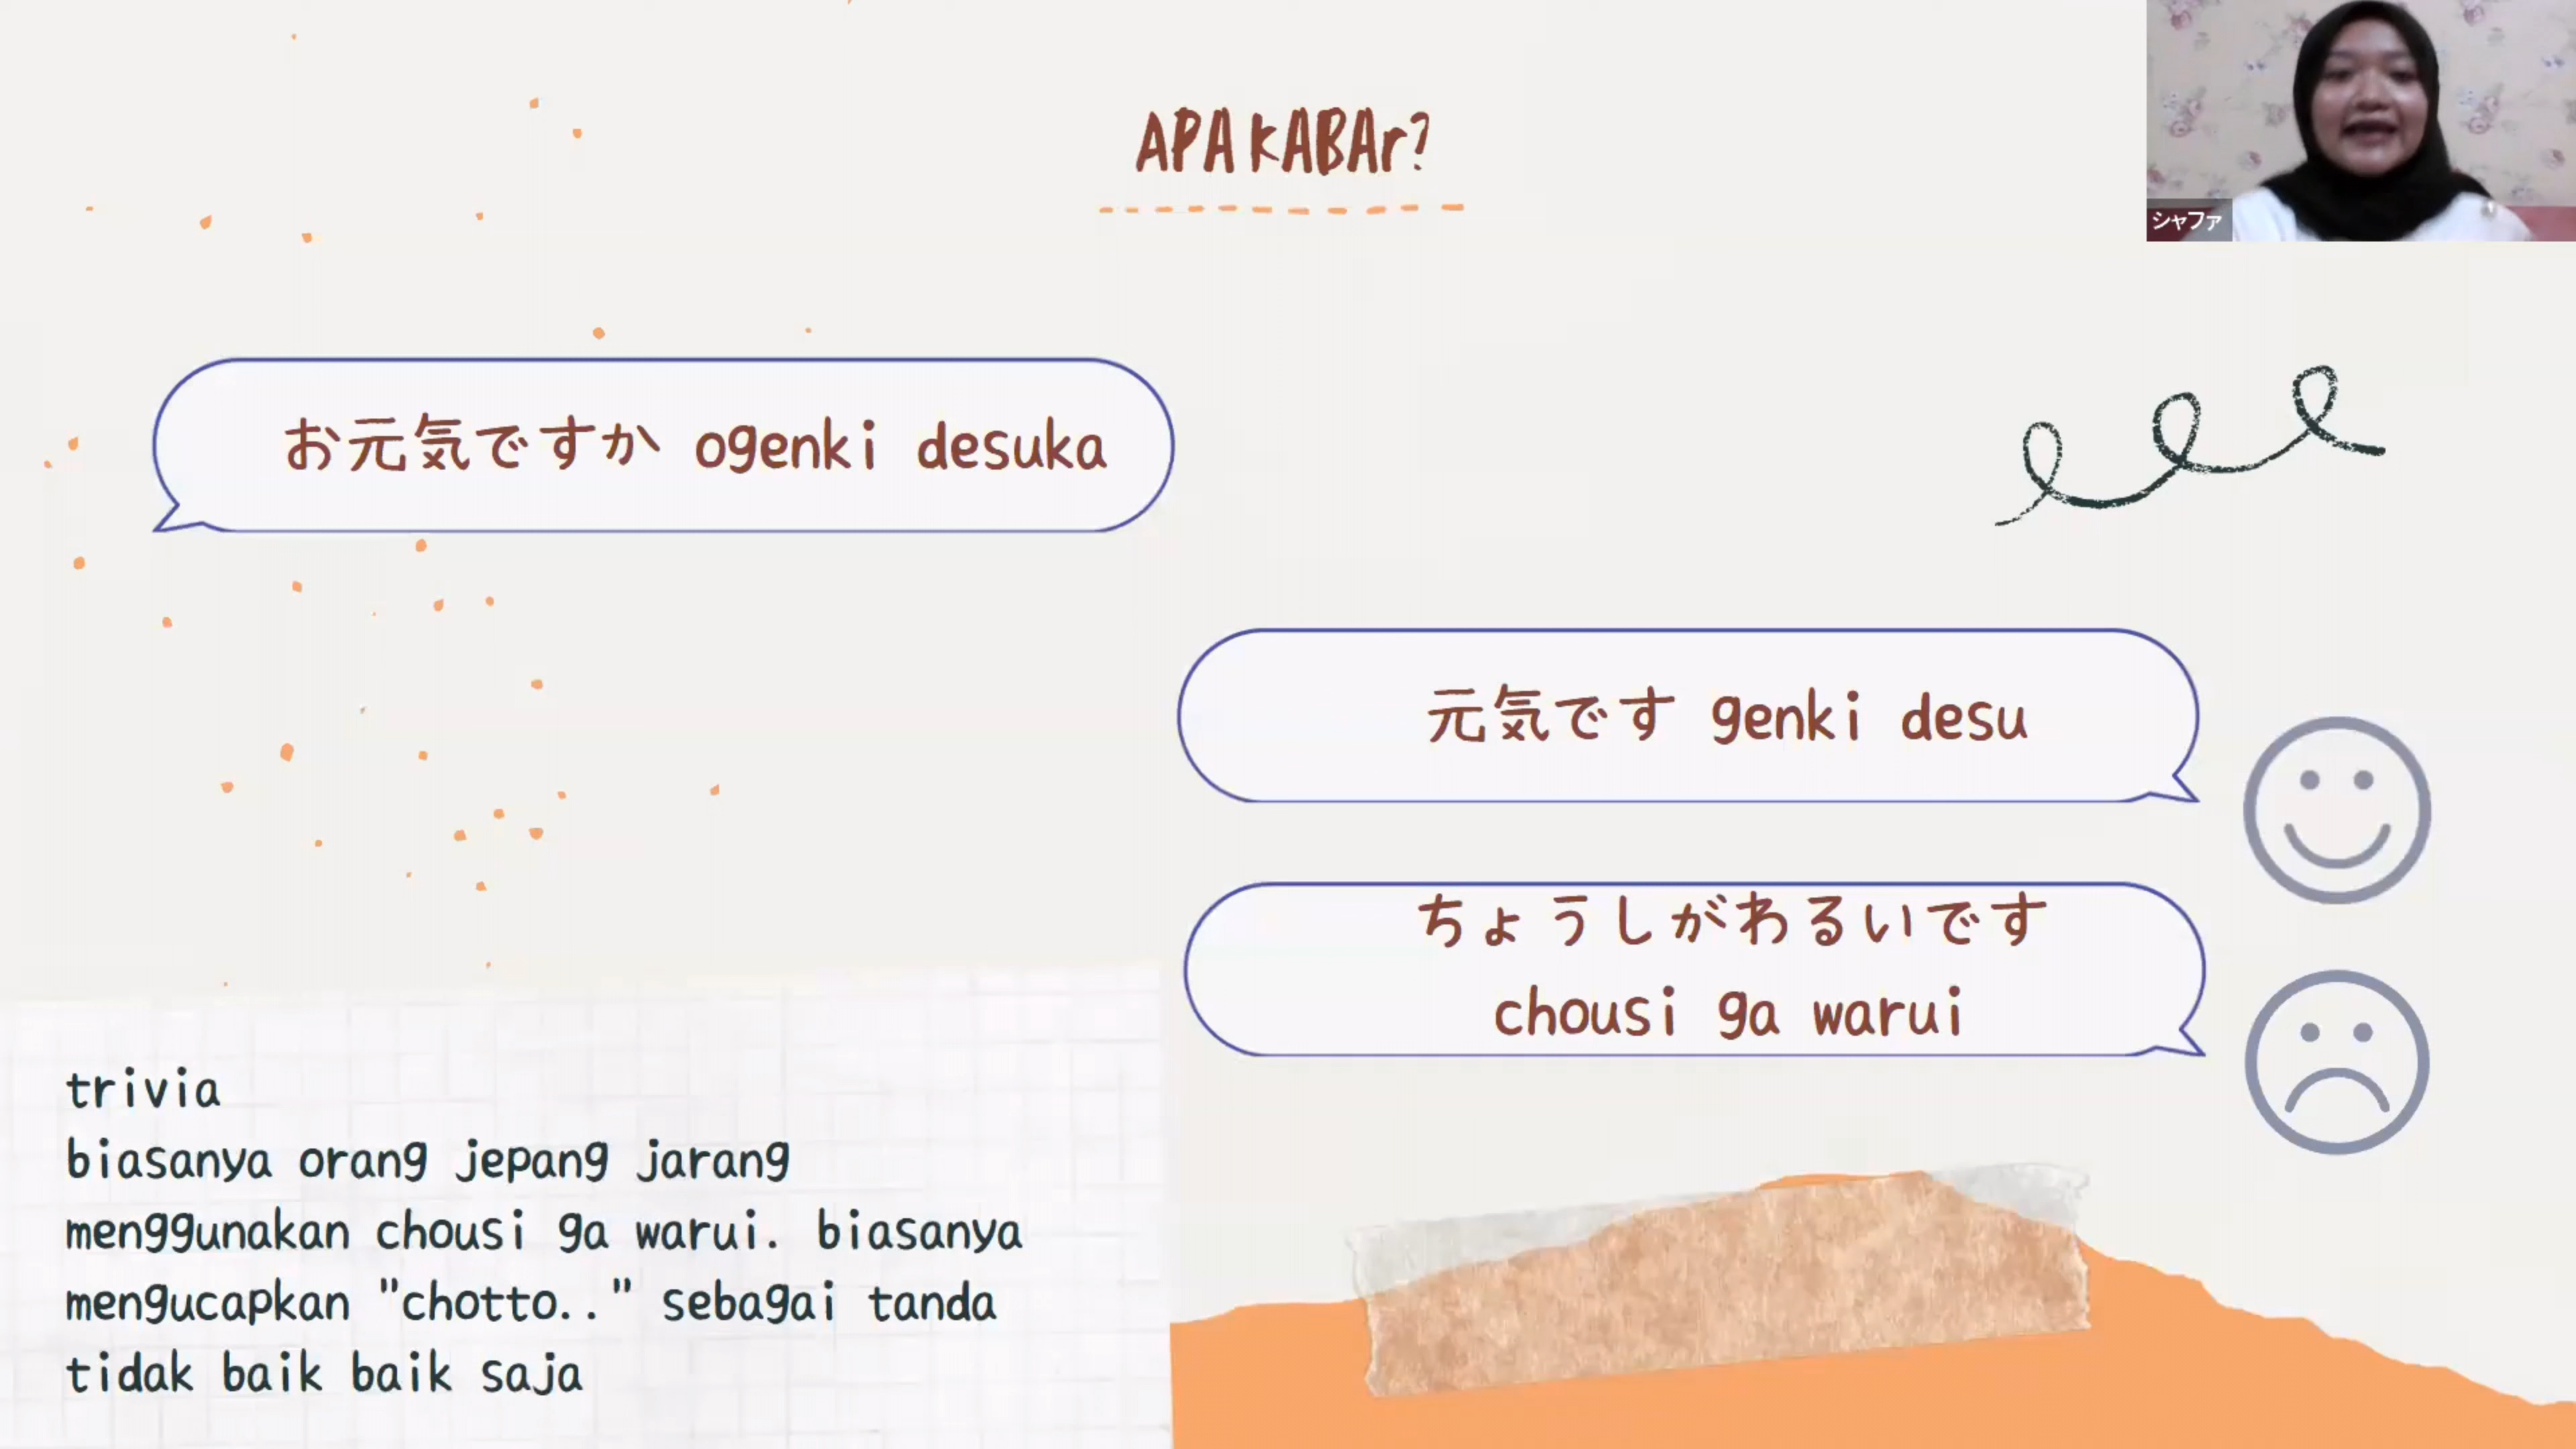 APA KABAr?
シャファ
お元気ですか ogenki desuka
元気です genki desu
ちょうしがわるいです
chousi ga warui
trivia
biasanya orang jepang jarang
menggunakan chousi ga warui. biasanya
mengucapkan "chotto.." sebagai tanda
tidak baik baik saja